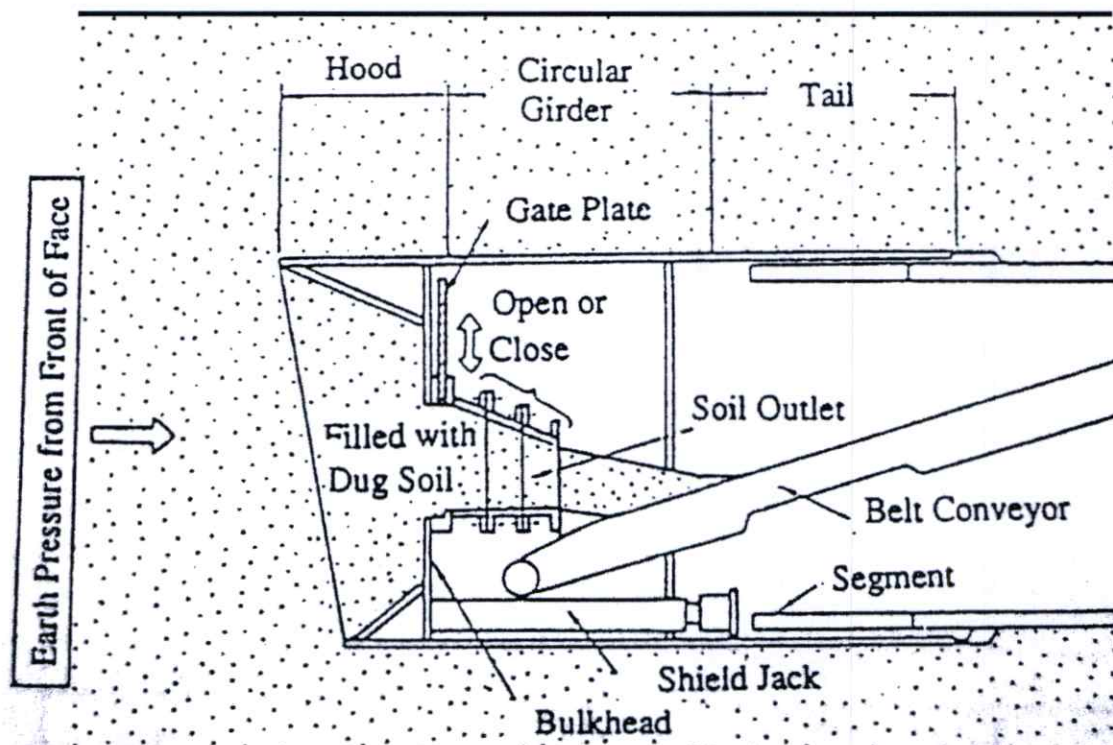 Hood
Circular
Girder
Tail
Gate Plate
Open or
Close
Earth Pressure from Front of Face
Filled with
Dug Soil
Soil Outlet
Belt Conveyor
Segment
Shield Jack
Bulkhead